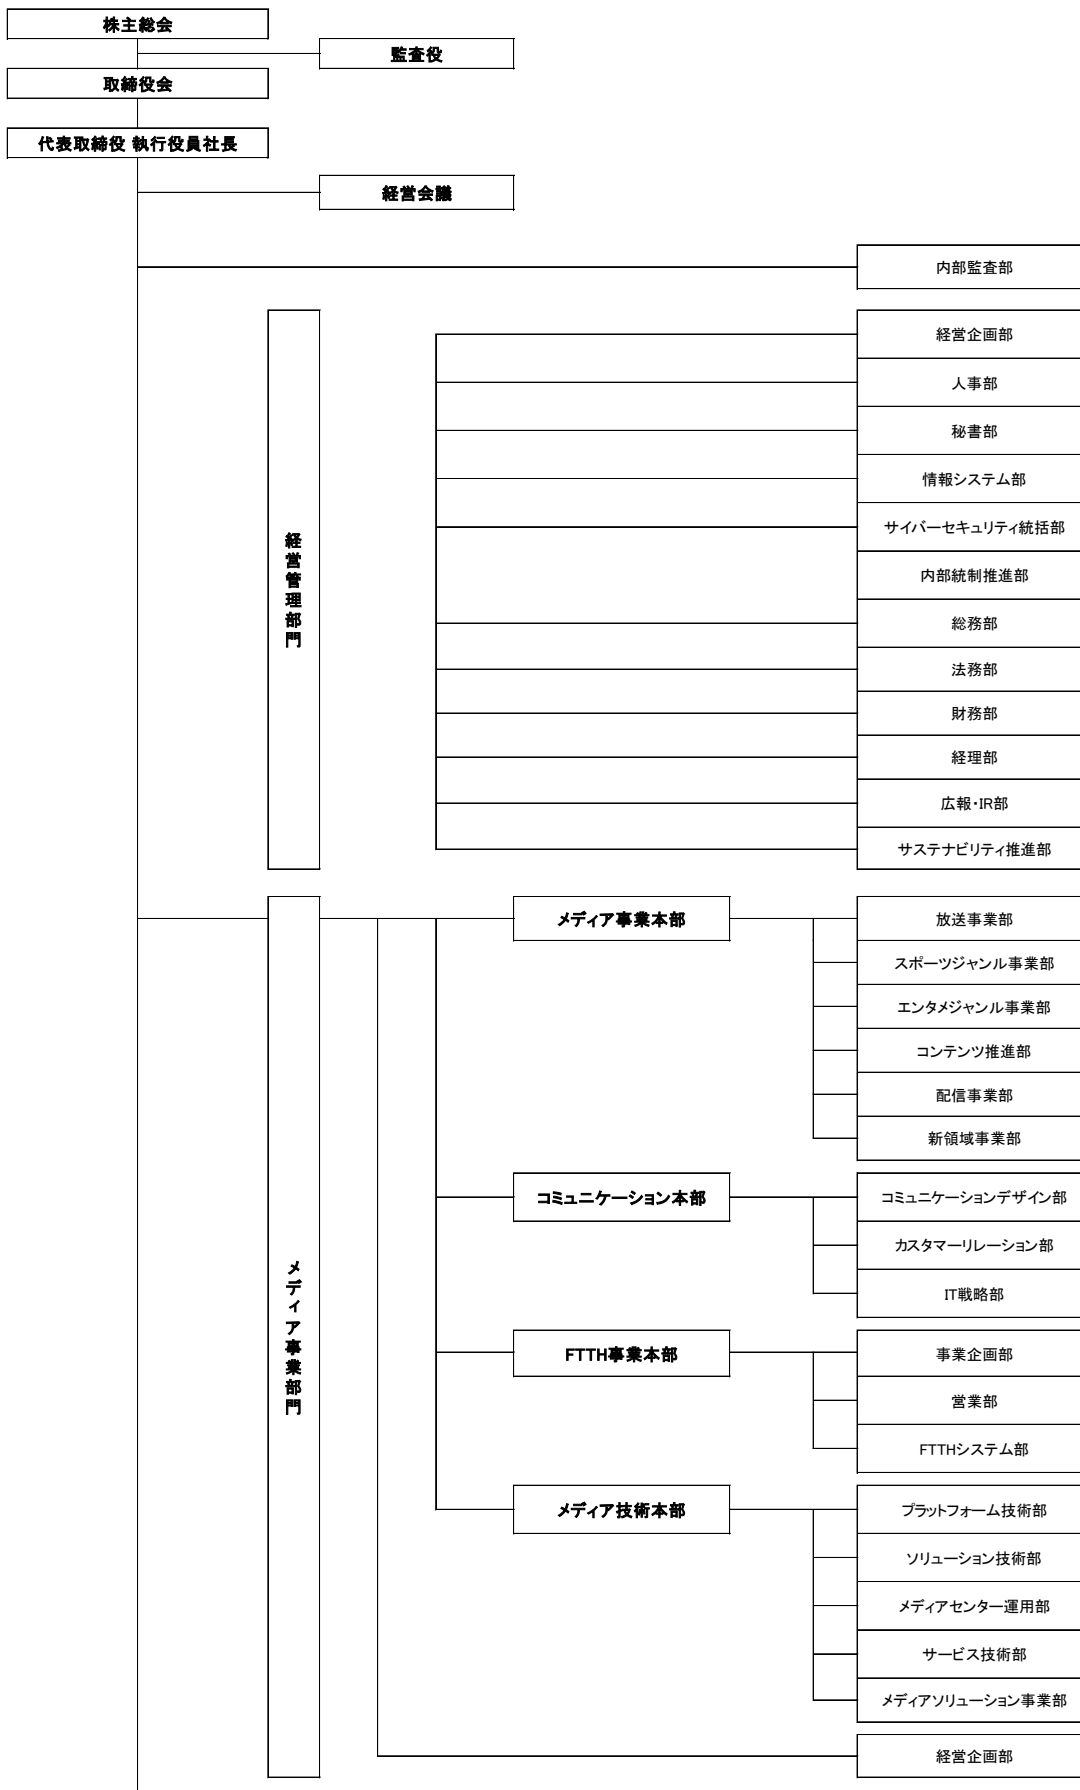 株主総会
監査役
取締役会
代表取締役 執行役員社長
経営会議
内部監査部
経営管理部門
経営企画部
人事部
秘書部
情報システム部
サイバーセキュリティ統括部
内部統制推進部
総務部
法務部
財務部
経理部
広報・IR部
サステナビリティ推進部
メディア事業部門
メディア事業本部
放送事業部
スポーツジャンル事業部
エンタメジャンル事業部
コンテンツ推進部
配信事業部
新領域事業部
コミュニケーション本部
コミュニケーションデザイン部
カスタマーリレーション部
IT戦略部
FTTH事業本部
事業企画部
営業部
FTTHシステム部
メディア技術本部
プラットフォーム技術部
ソリューション技術部
メディアセンター運用部
サービス技術部
メディアソリューション事業部
経営企画部